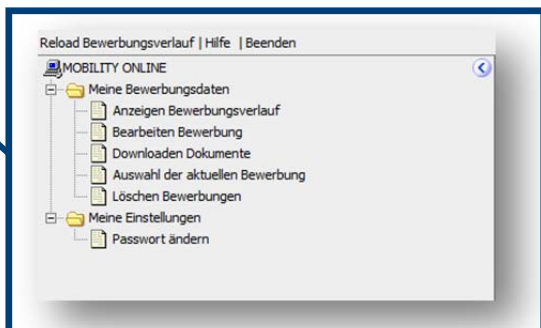 Reload Bewerbungsverlauf | Hilfe | Beenden
MOBILITY ONLINE
Meine Bewerbungsdaten
Anzeigen Bewerbungsverlauf
Bearbeiten Bewerbung
Downloaden Dokumente
Auswahl der aktuellen Bewerbung
Löschen Bewerbungen
Meine Einstellungen
Passwort ändern